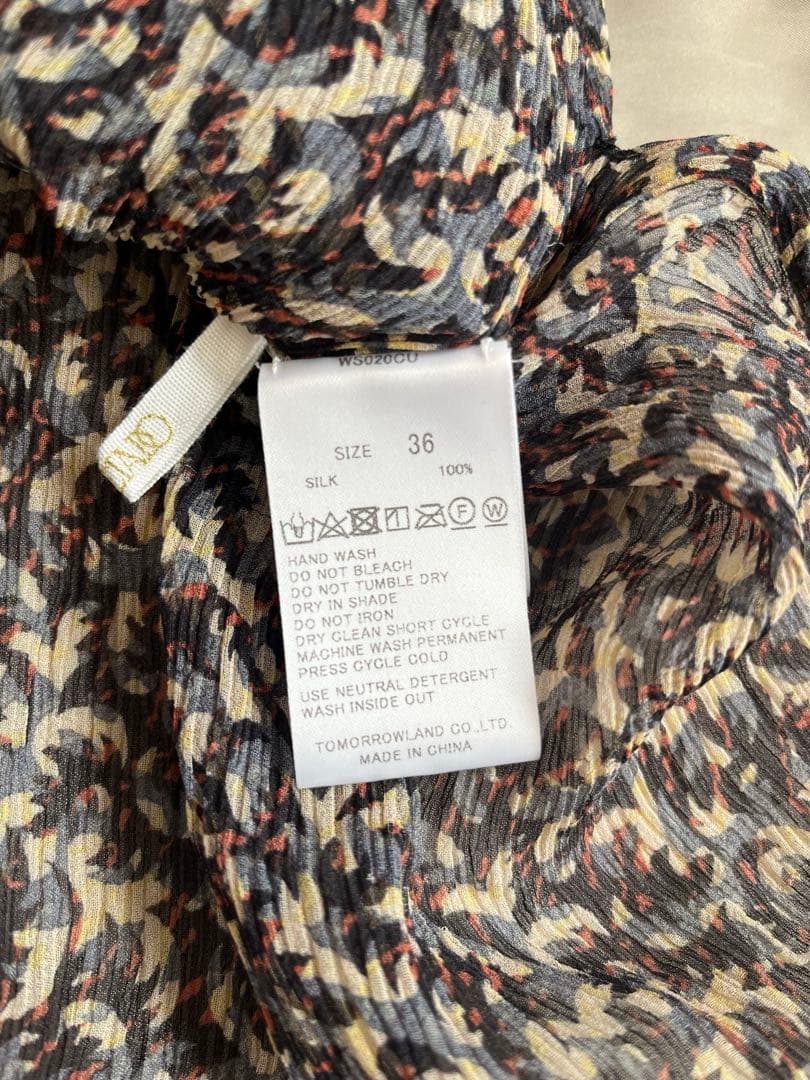 WS020CU
SIZE 36
SILK 100%
F W
HAND WASH
DO NOT BLEACH
DO NOT TUMBLE DRY
DRY IN SHADE
DO NOT IRON
DRY CLEAN SHORT CYCLE
MACHINE WASH PERMANENT
PRESS CYCLE COLD
USE NEUTRAL DETERGENT
WASH INSIDE OUT
TOMORROWLAND CO.,LTD.
MADE IN CHINA